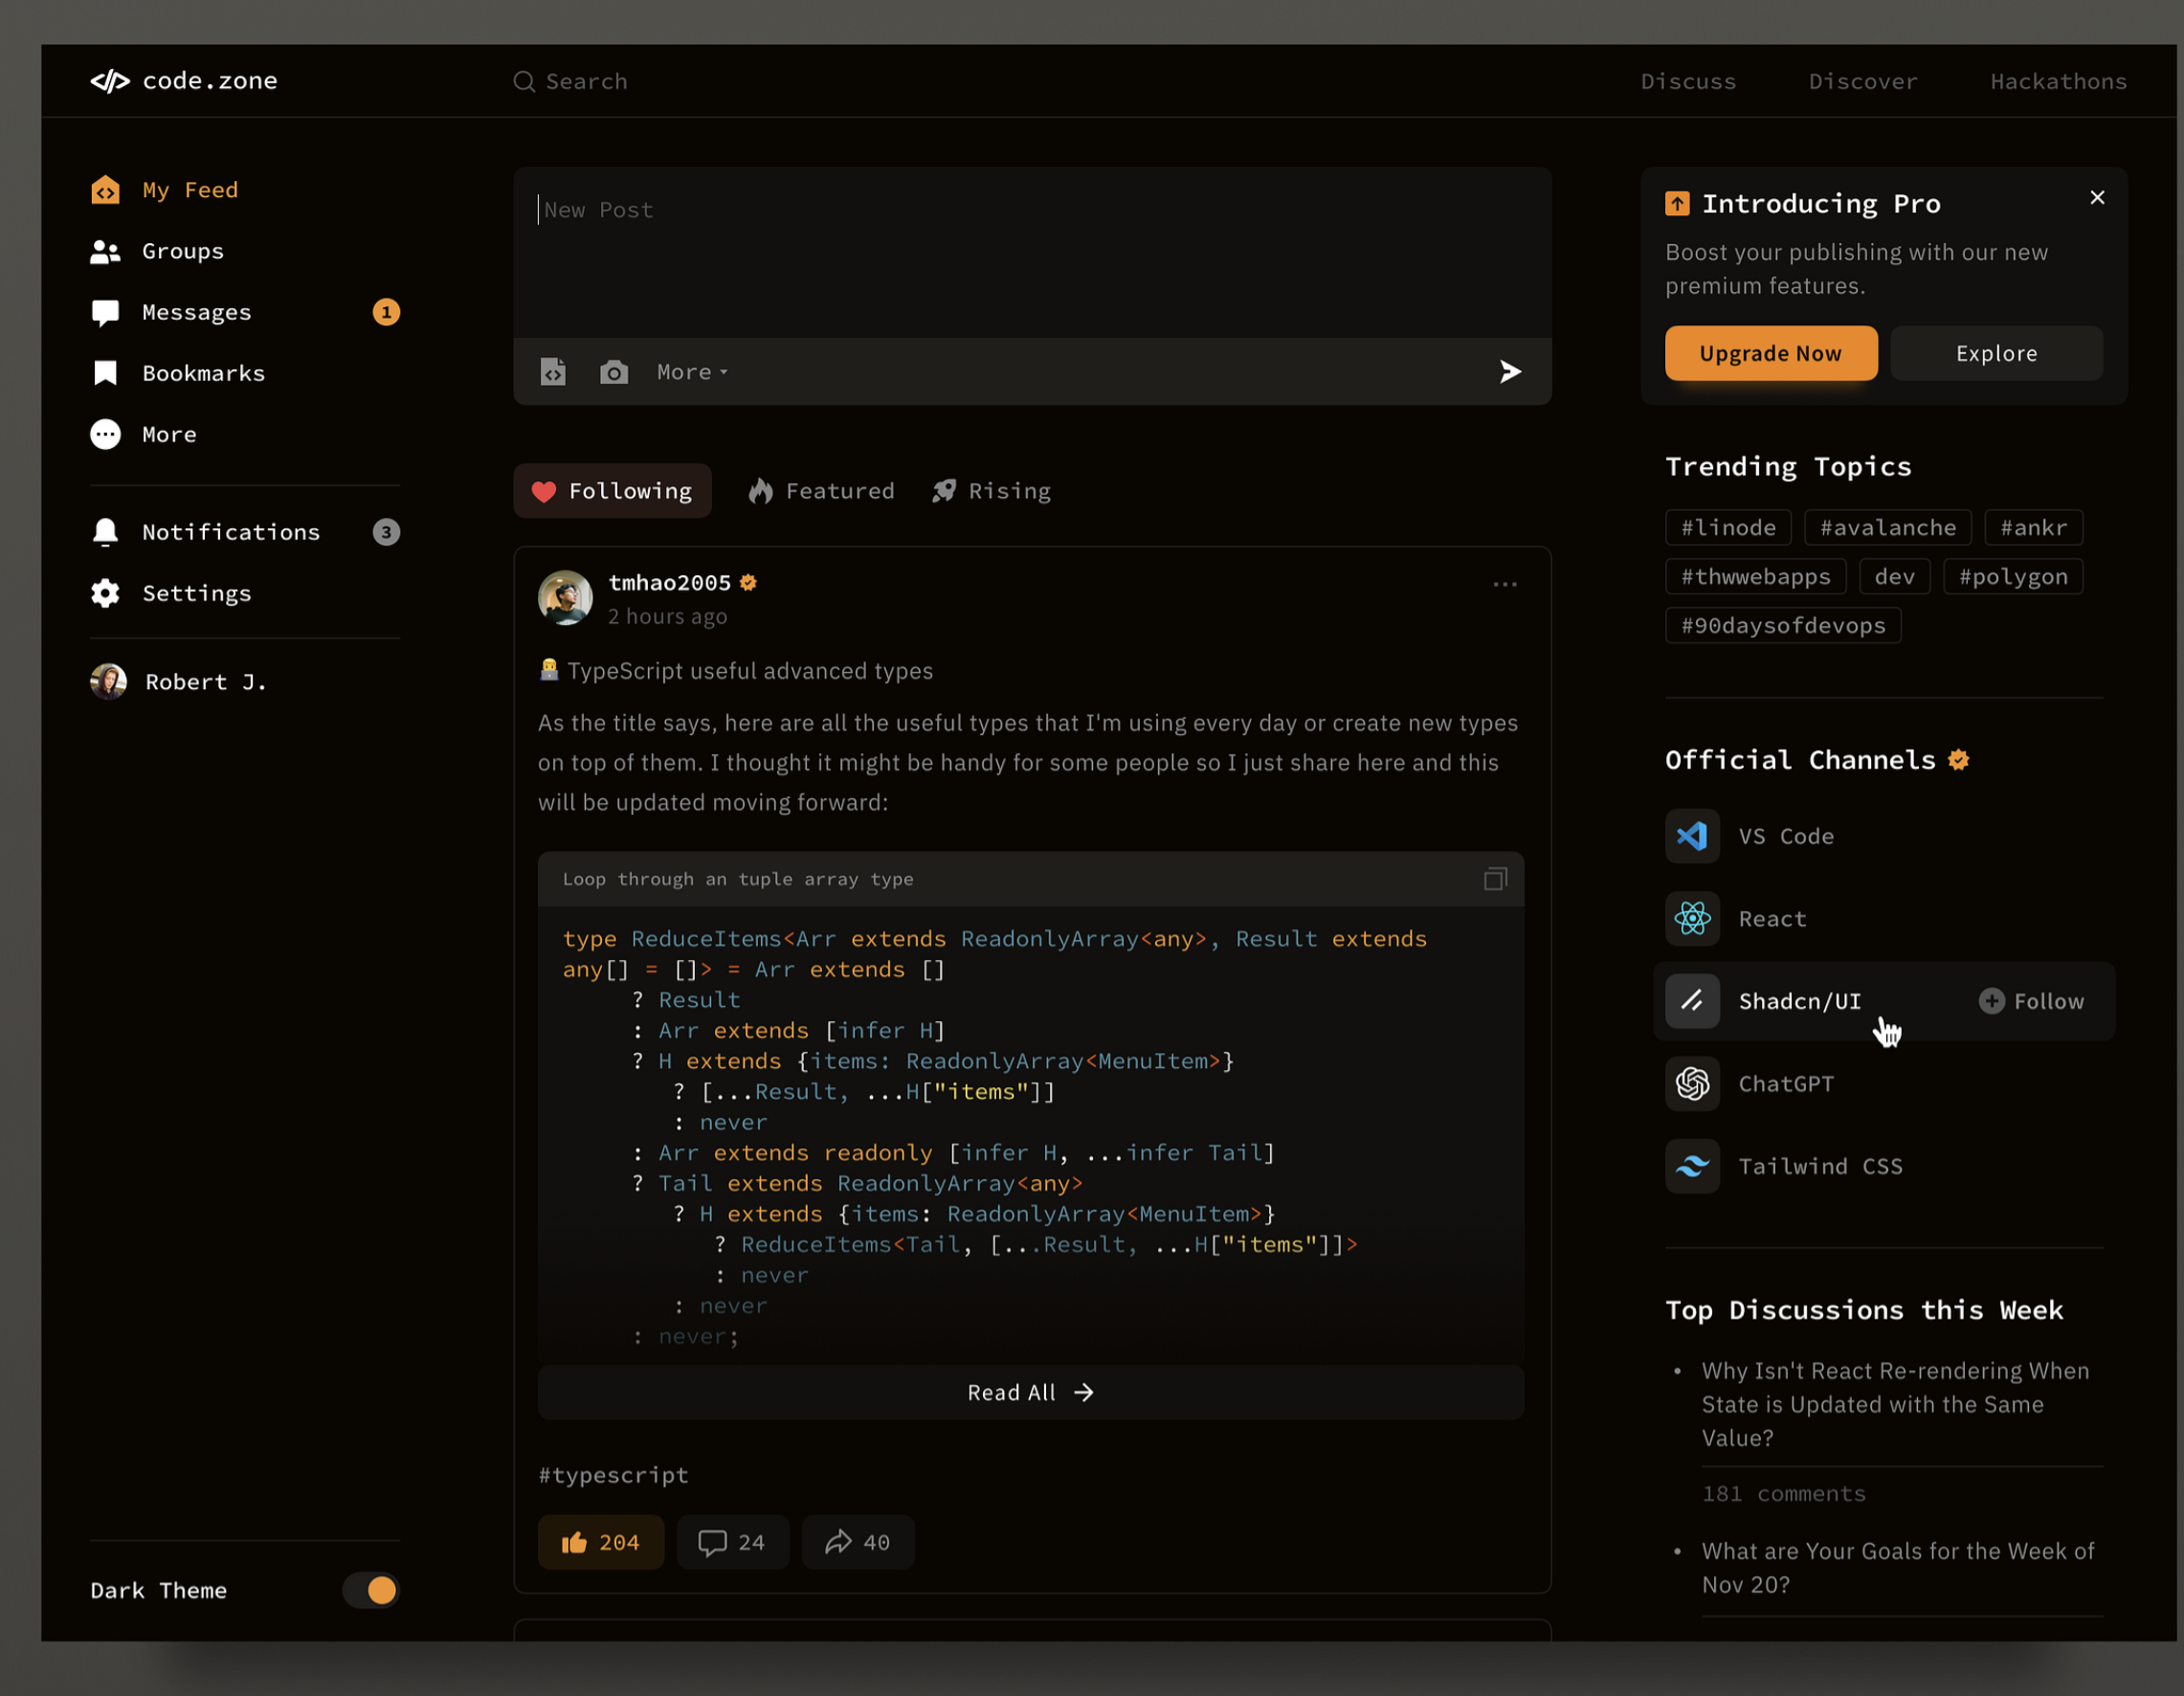 code.zone
Search
Discuss
Discover
Hackathons
My Feed
Groups
Messages
1
Bookmarks
More
Notifications
3
Settings
Robert J.
Dark Theme
New Post
More
Following
Featured
Rising
tmhao2005
2 hours ago
TypeScript useful advanced types
As the title says, here are all the useful types that I'm using every day or create new types
on top of them. I thought it might be handy for some people so I just share here and this
will be updated moving forward:
Loop through an tuple array type
type ReduceItems<Arr extends ReadonlyArray<any>, Result extends
any[] = []> = Arr extends []
? Result
: Arr extends [infer H]
? H extends {items: ReadonlyArray<MenuItem>}
? [...Result, ...H["items"]]
: never
: Arr extends readonly [infer H, ...infer Tail]
? Tail extends ReadonlyArray<any>
? H extends {items: ReadonlyArray<MenuItem>}
? ReduceItems<Tail, [...Result, ...H["items"]]>
: never
: never
: never;
Read All →
#typescript
204
24
40
Introducing Pro
Boost your publishing with our new
premium features.
Upgrade Now
Explore
Trending Topics
#linode
#avalanche
#ankr
#thwwebapps
dev
#polygon
#90daysofdevops
Official Channels
VS Code
React
Shadcn/UI
Follow
ChatGPT
Tailwind CSS
Top Discussions this Week
• Why Isn't React Re-rendering When
State is Updated with the Same
Value?
181 comments
• What are Your Goals for the Week of
Nov 20?